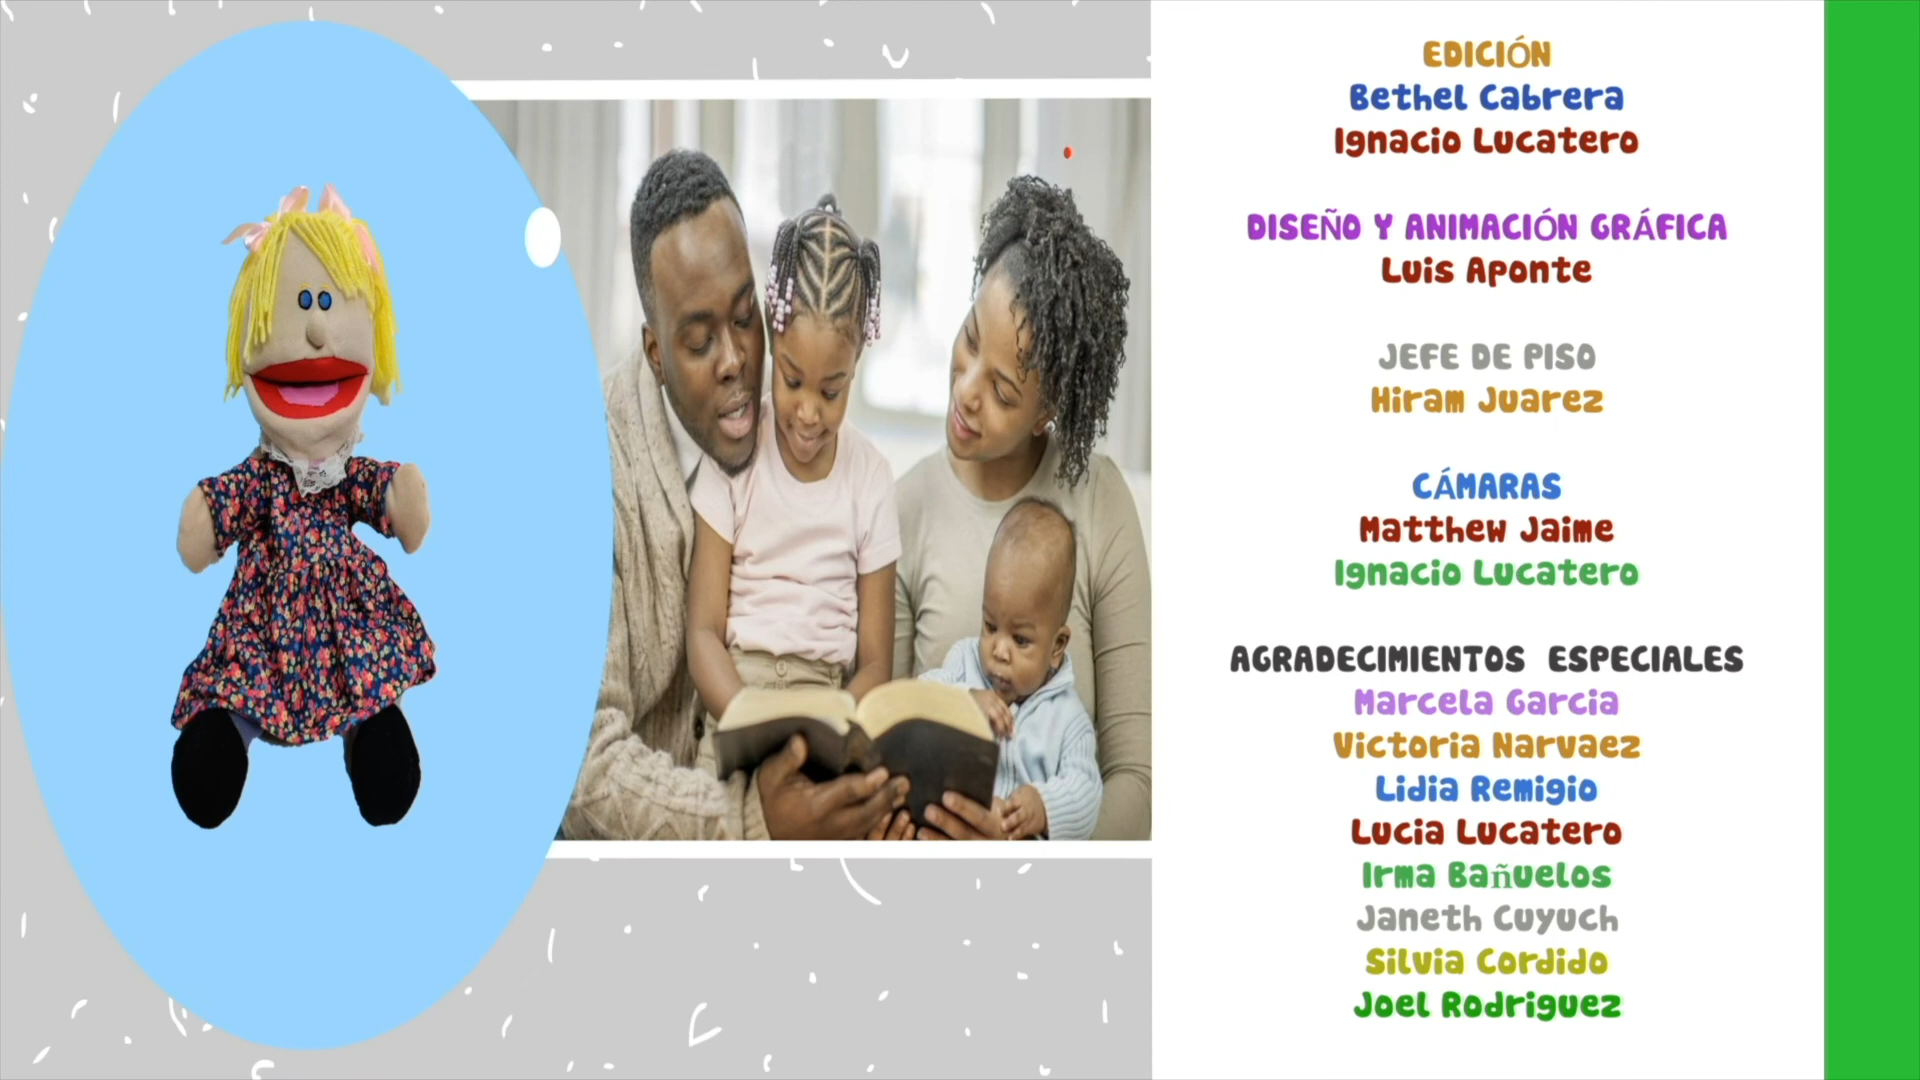 EDICIÓN
Bethel Cabrera
Ignacio Lucatero
DISEÑO Y ANIMACIÓN GRÁFICA
Luis Aponte
JEFE DE PISO
Hiram Juarez
CÁMARAS
Matthew Jaime
Ignacio Lucatero
AGRADECIMIENTOS ESPECIALES
Marcela Garcia
Victoria Narvaez
Lidia Remigio
Lucia Lucatero
Irma Bañuelos
Janeth Cuyuch
Silvia Cordido
Joel Rodriguez